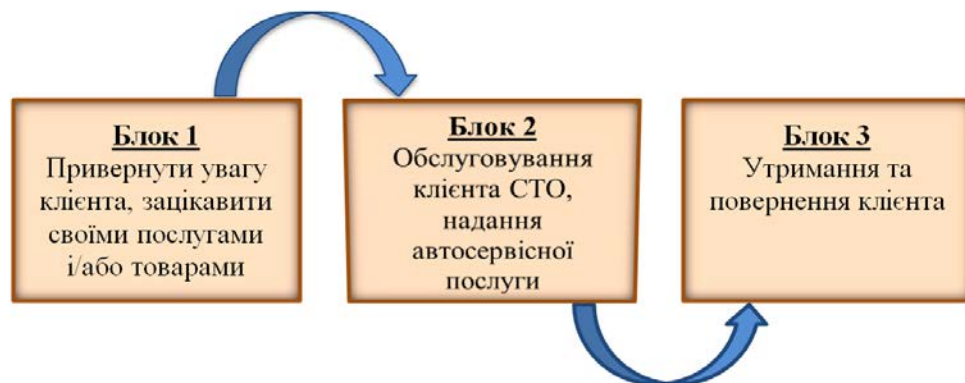 Блок 1
Привернути увагу
клієнта, зацікавити
своїми послугами
і/або товарами
Блок 2
Обслуговування
клієнта СТО,
надання
автосервісної
послуги
Блок 3
Утримання та
повернення клієнта